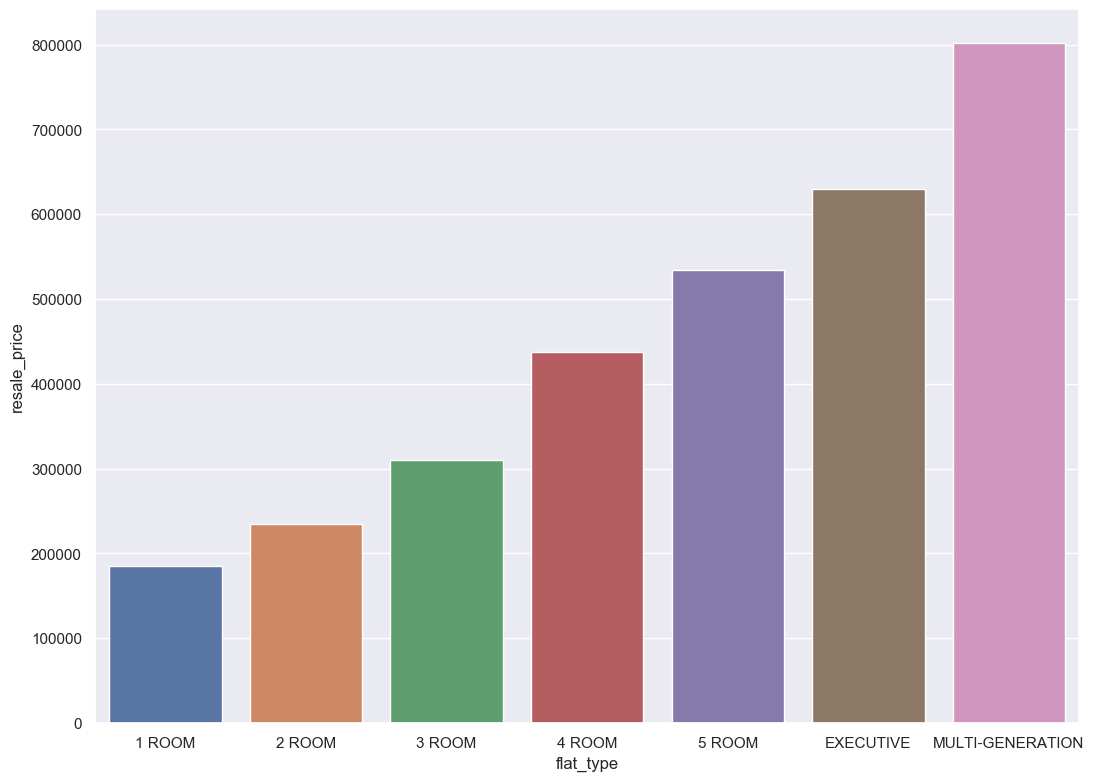 800000
700000
600000
500000
400000
300000
200000
100000
0
resale_price
1 ROOM
2 ROOM
3 ROOM
4 ROOM
5 ROOM
EXECUTIVE
MULTI-GENERATION
flat_type